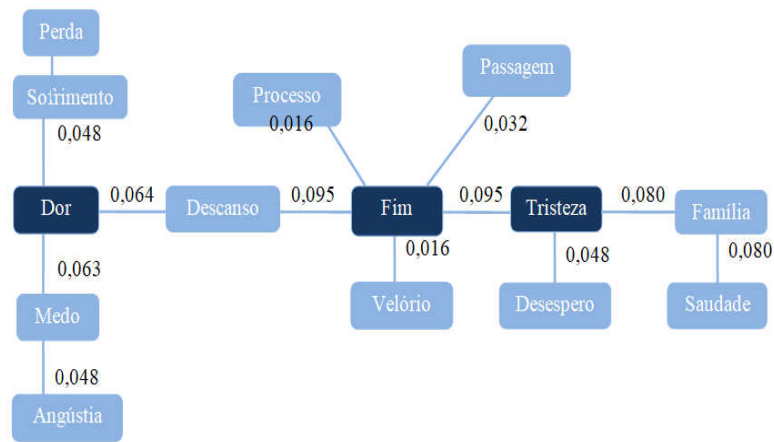 Perda
Sofrimento
Processo
Passagem
0,016
0,032
0,048
Dor
0,064
Descanso
0,095
Fim
0,095
Tristeza
0,080
Família
0,063
0,016
0,048
0,080
Medo
Velório
Desespero
Saudade
0,048
Angústia